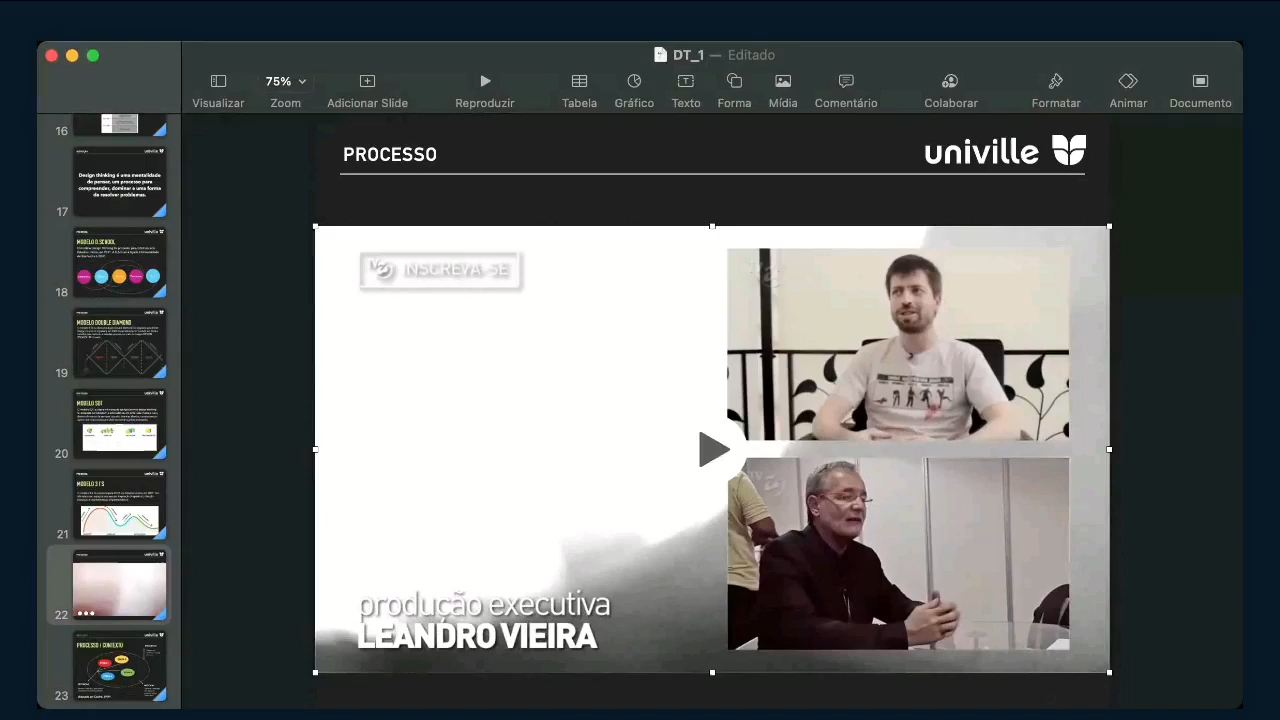 DT_1 — Editado
75%
Visualizar
Zoom
Adicionar Slide
Reproduzir
Tabela
Gráfico
Texto
Forma
Mídia
Comentário
Colaborar
Formatar
Animar
Documento
16
17
Design thinking é uma mentalidade
de pensar, um processo para
compreender, dominar e uma forma
de resolver problemas.
18
MODELO D.SCHOOL
19
MODELO DOUBLE DIAMOND
20
MODELO SDT
21
MODELO 3 I'S
22
23
PROCESSO / CONTEXTO
PROCESSO
univille
INSCREVA-SE
produção executiva
LEANDRO VIEIRA